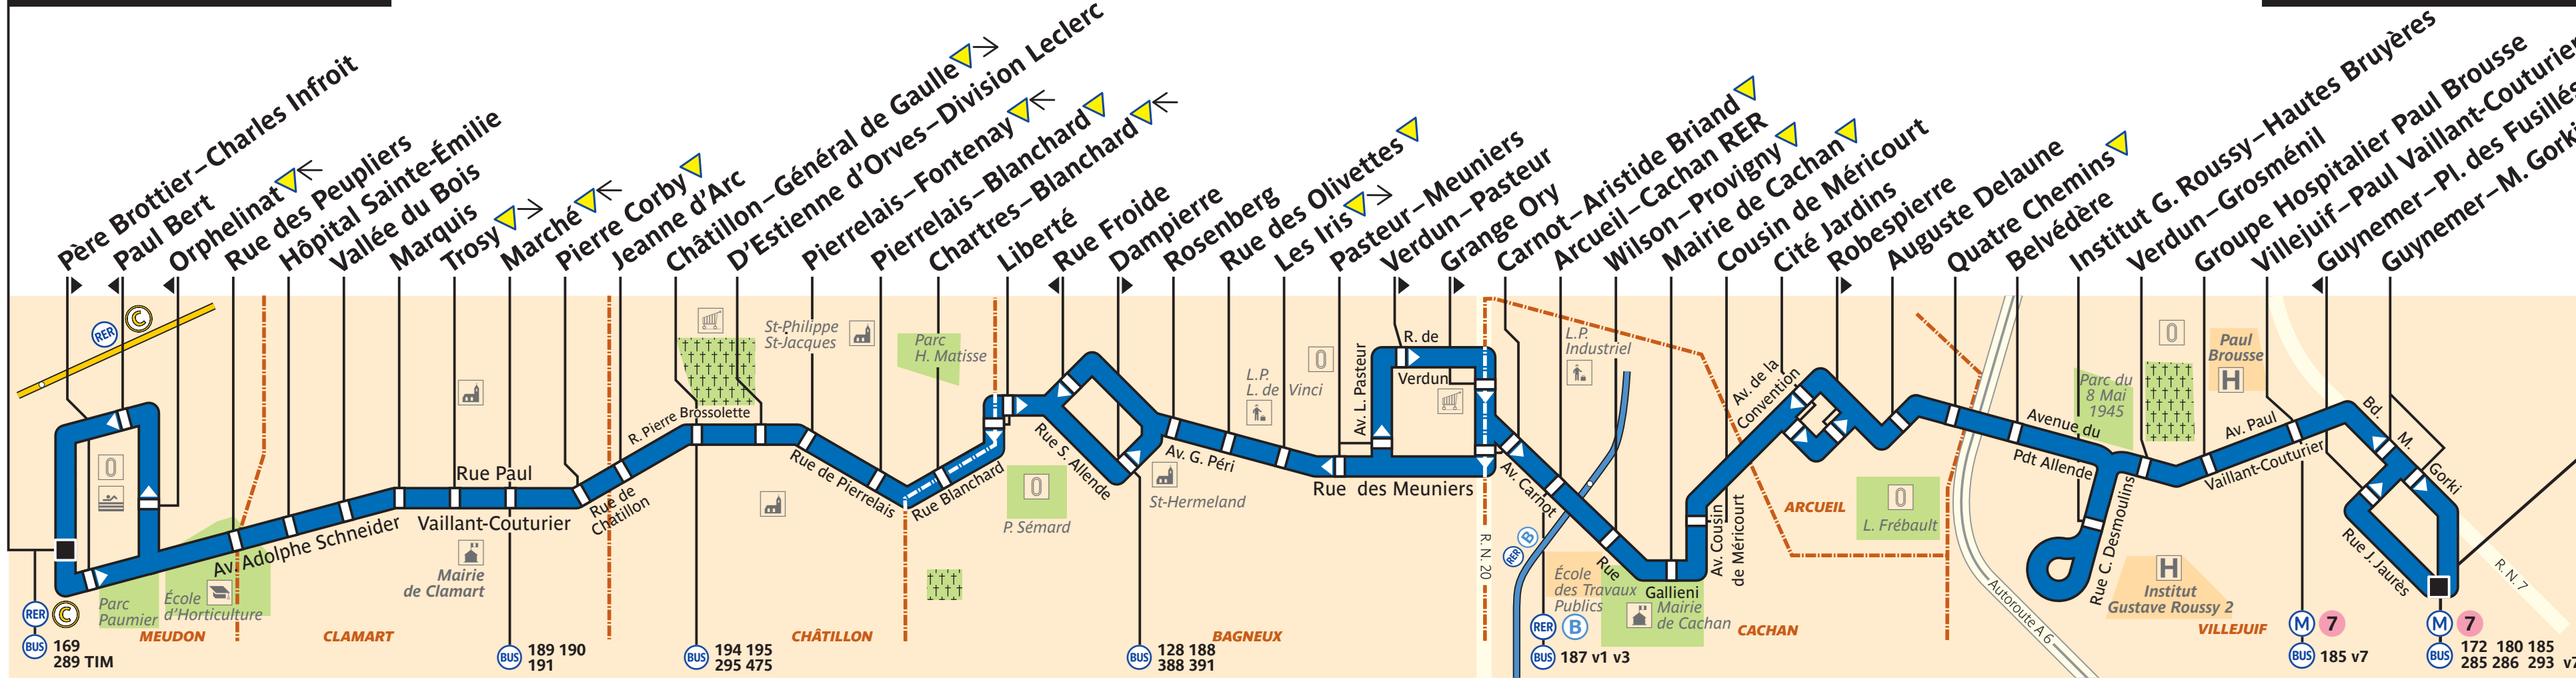 Père Brottier–Charles Infroit
Paul Bert
Orphelinat
Rue des Peupliers
Hôpital Sainte-Émilie
Vallée du Bois
Marquis
Trosy
Marché
Pierre Corby
Jeanne d'Arc
Châtillon–Général de Gaulle
D'Estienne d'Orves–Division Leclerc
Pierrelais–Fontenay
Pierrelais–Blanchard
Chartres–Blanchard
Liberté
Rue Froide
Dampierre
Rosenberg
Rue des Olivettes
Les Iris
Pasteur–Meuniers
Verdun–Pasteur
Grange Ory
Carnot–Aristide Briand
Arcueil–Cachan RER
Wilson–Provigny
Mairie de Cachan
Cousin de Méricourt
Cité Jardins
Robespierre
Auguste Delaune
Quatre Chemins
Belvédère
Institut G. Roussy–Hautes Bruyères
Verdun–Grosménil
Groupe Hospitalier Paul Brousse
Villejuif–Paul Vaillant-Couturier
Guynemer–Pl. des Fusillés
Guynemer–M. Gorki
RER C
Parc
Paumier
École
d'Horticulture
MEUDON
RER C
BUS 169
289 TIM
Av. Adolphe Schneider
CLAMART
Rue Paul
Vaillant-Couturier
Mairie
de Clamart
BUS 189 190
191
Rue de
Châtillon
R. Pierre Brossolette
BUS 194 195
295 475
St-Philippe
St-Jacques
Rue de Pierrelais
CHÂTILLON
Parc
H. Matisse
Rue Blanchard
P. Sémard
Rue S. Allende
St-Hermeland
BUS 128 188
388 391
Av. G. Péri
BAGNEUX
L.P.
L. de Vinci
Rue des Meuniers
Av. L. Pasteur
R. de
Verdun
R. N. 20
L.P.
Industriel
Av. Carnot
RER B
École
des Travaux
Publics
RER B
BUS 187 v1 v3
Rue
Gallieni
Mairie
de Cachan
CACHAN
Av. Cousin
de Méricourt
Av. de la
Convention
ARCUEIL
L. Frébault
Autoroute A 6
Avenue du
Pdt Allende
Parc du
8 Mai
1945
Rue C. Desmoulins
H
Institut
Gustave Roussy 2
VILLEJUIF
Paul
Brousse
H
Av. Paul
Vaillant-Couturier
M 7
BUS 185 v7
Bd.
M.
Gorki
Rue J. Jaurès
R. N. 7
M 7
BUS 172 180 185
285 286 293 v7